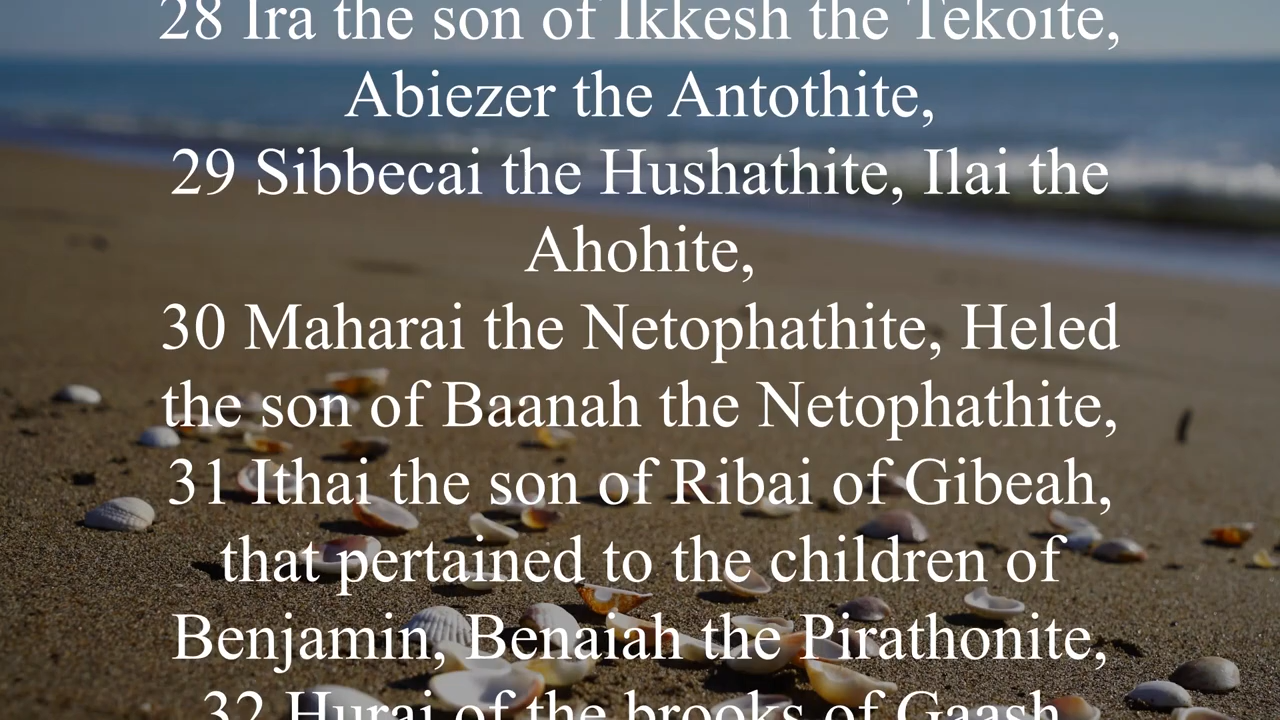 28 Ira the son of Ikkesh the Tekoite,
Abiezer the Antothite,
29 Sibbecai the Hushathite, Ilai the
Ahohite,
30 Maharai the Netophathite, Heled
the son of Baanah the Netophathite,
31 Ithai the son of Ribai of Gibeah,
that pertained to the children of
Benjamin, Benaiah the Pirathonite,
32 Hurai of the brooks of Gaash